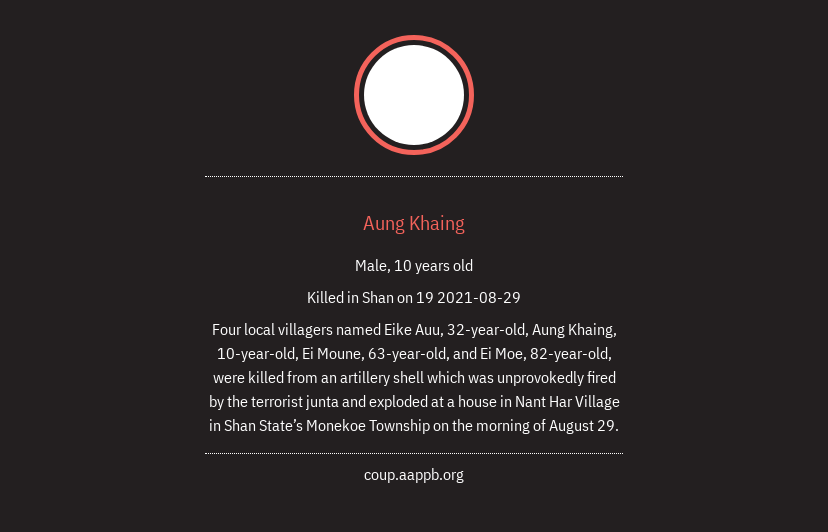 Aung Khaing
Male, 10 years old
Killed in Shan on 19 2021-08-29
Four local villagers named Eike Auu, 32-year-old, Aung Khaing,
10-year-old, Ei Moune, 63-year-old, and Ei Moe, 82-year-old,
were killed from an artillery shell which was unprovokedly fired
by the terrorist junta and exploded at a house in Nant Har Village
in Shan State’s Monekoe Township on the morning of August 29.
coup.aappb.org